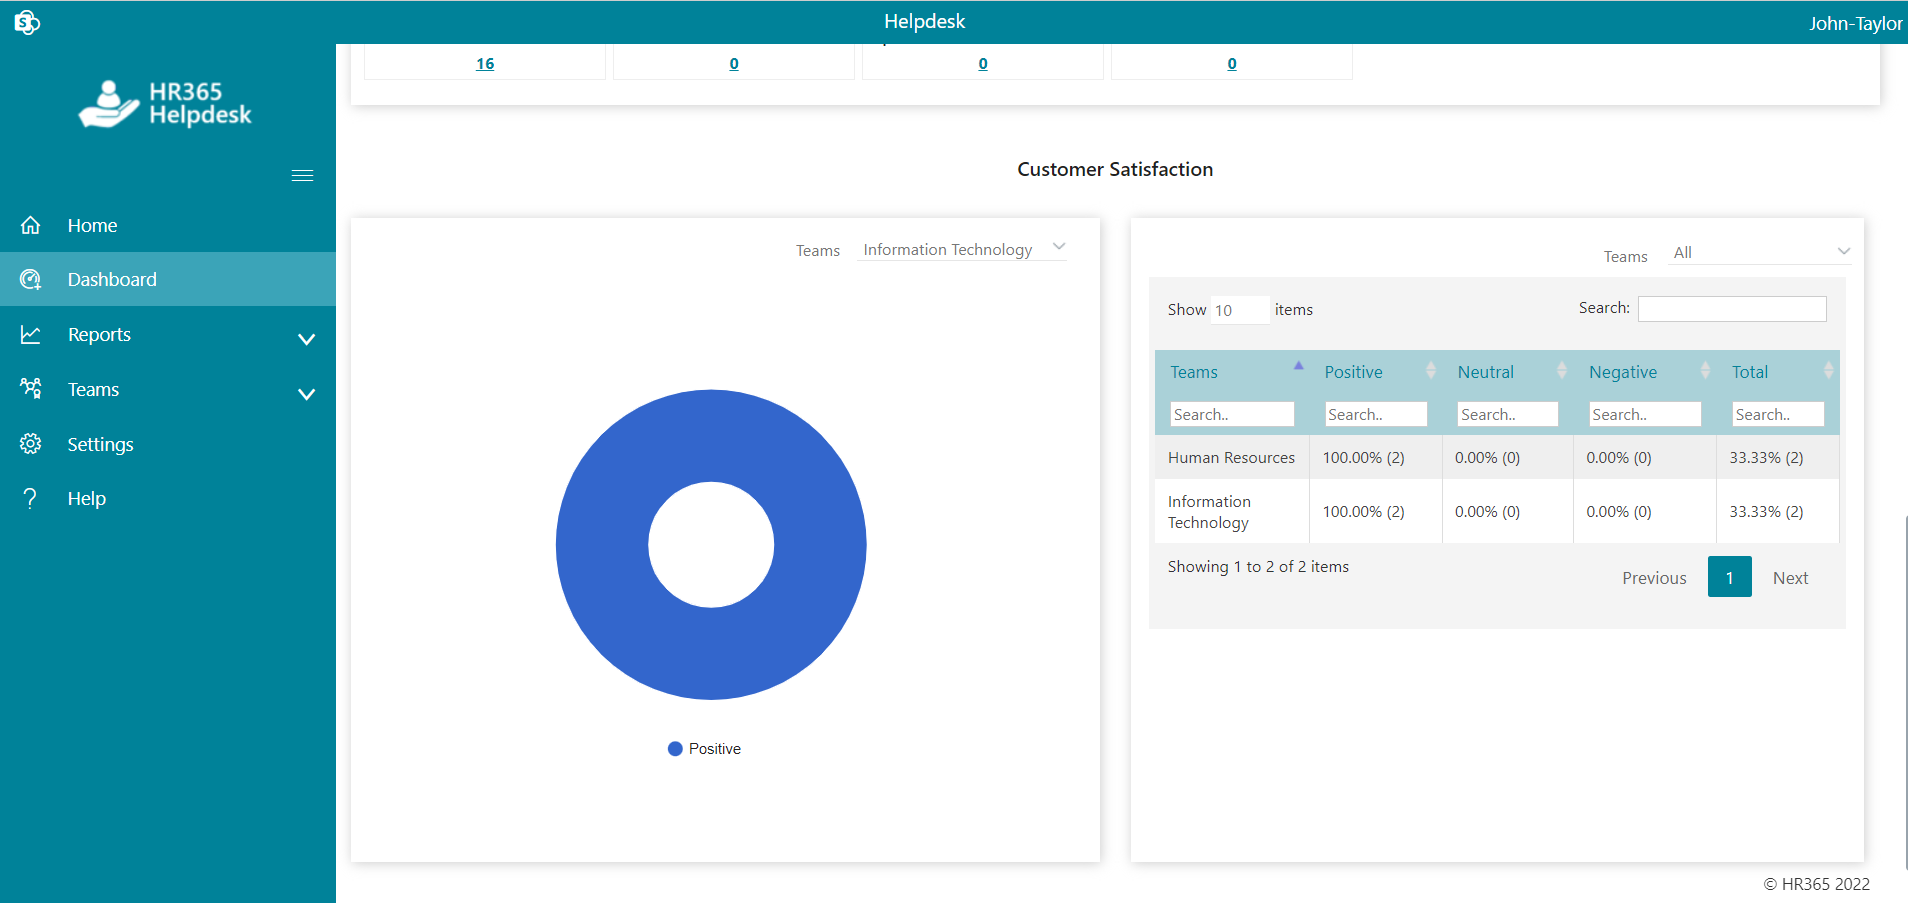 Helpdesk
John-Taylor
HR365
Helpdesk
Home
Dashboard
Reports
Teams
Settings
Help
16 0 0 0
Customer Satisfaction
Teams Information Technology
Positive
Teams All
Show 10 items Search:
Teams Positive Neutral Negative Total
Search.. Search.. Search.. Search.. Search..
Human Resources 100.00% (2) 0.00% (0) 0.00% (0) 33.33% (2)
Information
Technology 100.00% (2) 0.00% (0) 0.00% (0) 33.33% (2)
Showing 1 to 2 of 2 items
Previous 1 Next
© HR365 2022